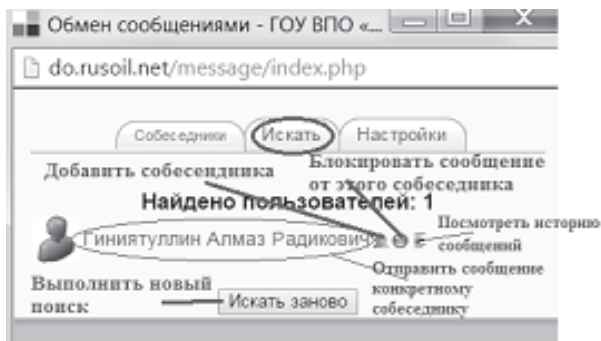 Обмен сообщениями - ГОУ ВПО «...
do.rusoil.net/message/index.php
Собеседники Искать Настройки
Добавить собесендника
Блокировать сообщение
от этого собеседника
Найдено пользователей: 1
Гиниятуллин Алмаз Радикович
Посмотреть историю
сообщений
Отправить сообщение
конкретному
собеседнику
Выполнить новый
поиск
Искать заново